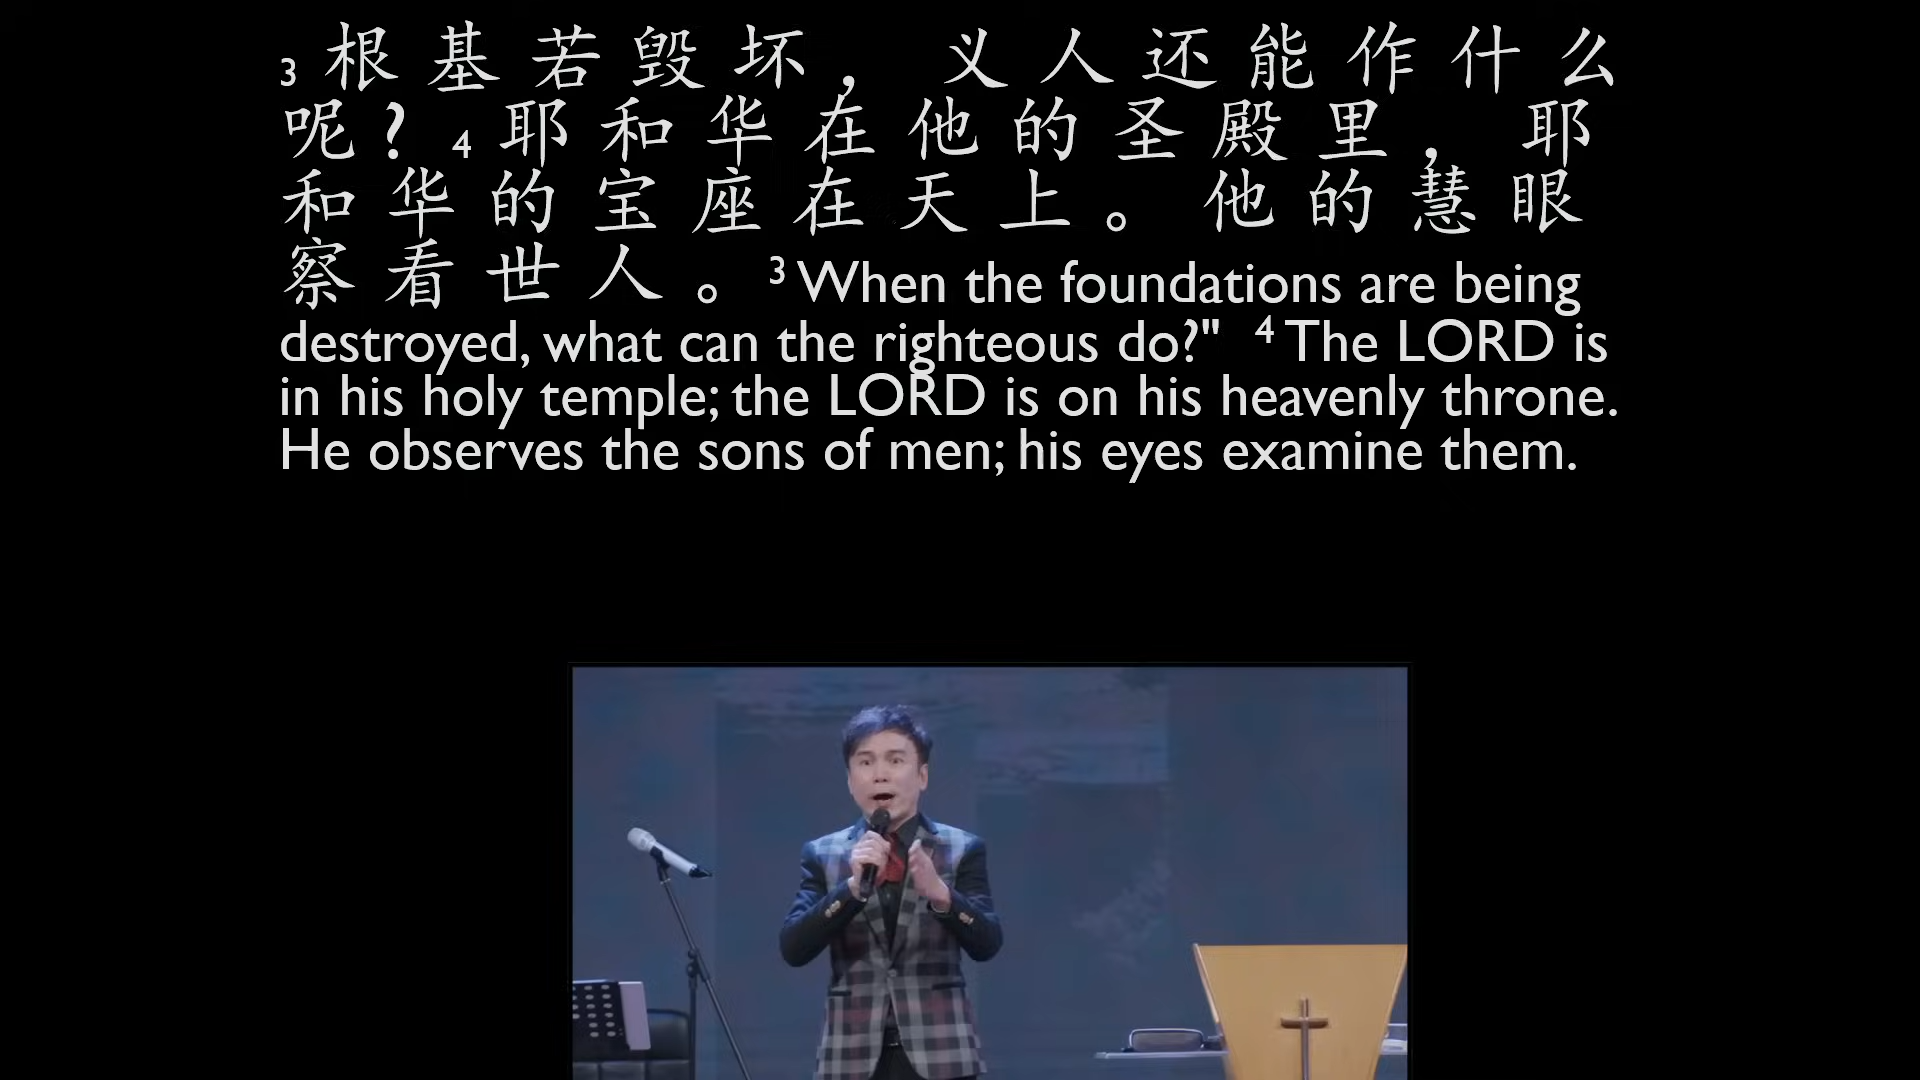 3 根基若毁坏，义人还能作什么
呢？ 4 耶和华在他的圣殿里，耶
和华的宝座在天上。他的慧眼
察看世人。 3 When the foundations are being
destroyed, what can the righteous do?" 4 The LORD is
in his holy temple; the LORD is on his heavenly throne.
He observes the sons of men; his eyes examine them.